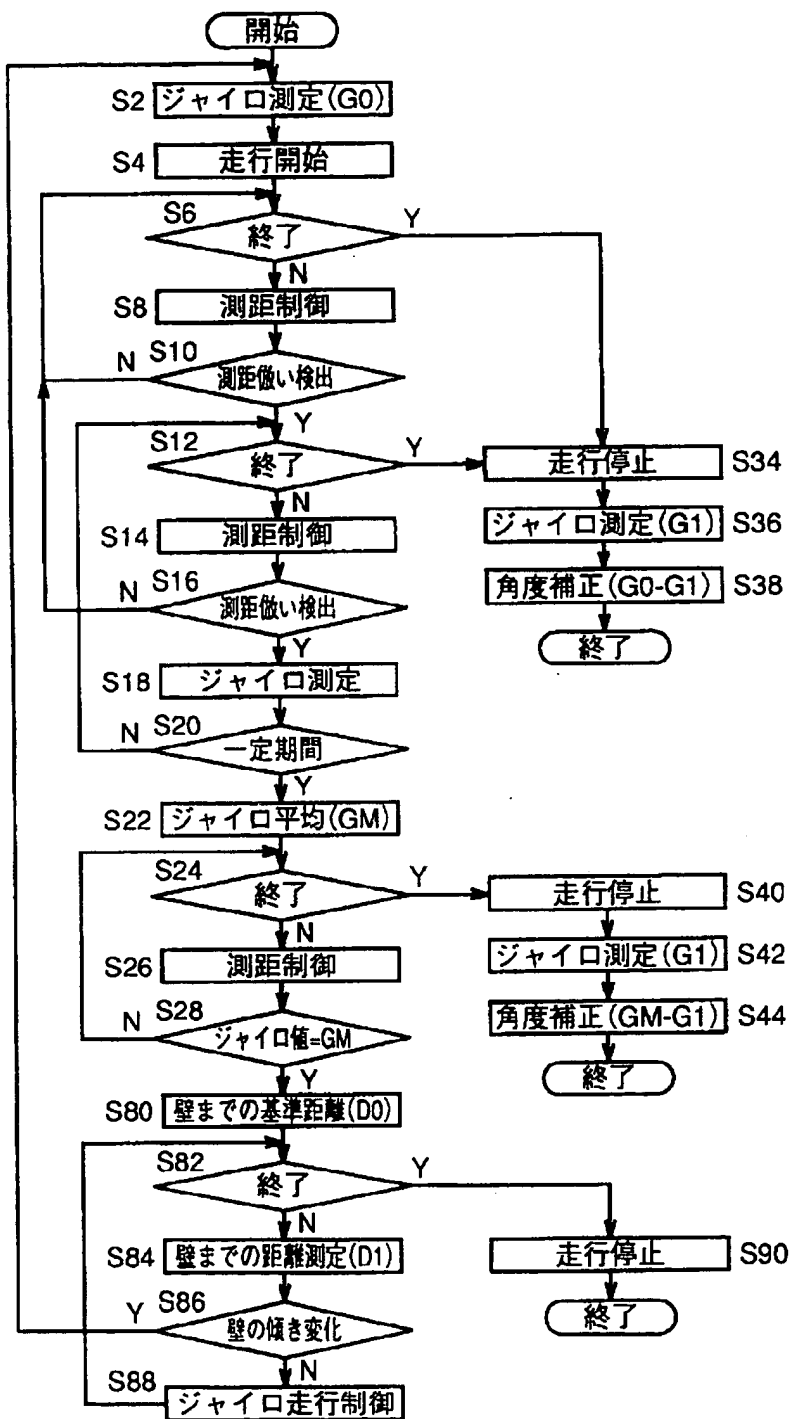 開始
S2 ジャイロ測定(G0)
S4 走行開始
S6 終了 Y
N
S8 測距制御
N S10 測距倣い検出
Y
S12 終了 Y
走行停止 S34
N
S14 測距制御
ジャイロ測定(G1) S36
N S16 測距倣い検出
角度補正(G0-G1) S38
Y
終了
S18 ジャイロ測定
N S20 一定期間
Y
S22 ジャイロ平均(GM)
S24 終了 Y
走行停止 S40
N
S26 測距制御
ジャイロ測定(G1) S42
N S28 ジャイロ値=GM
角度補正(GM-G1) S44
Y
終了
S80 壁までの基準距離(D0)
S82 終了 Y
N
S84 壁までの距離測定(D1)
走行停止 S90
Y S86 壁の傾き変化
終了
N
S88 ジャイロ走行制御